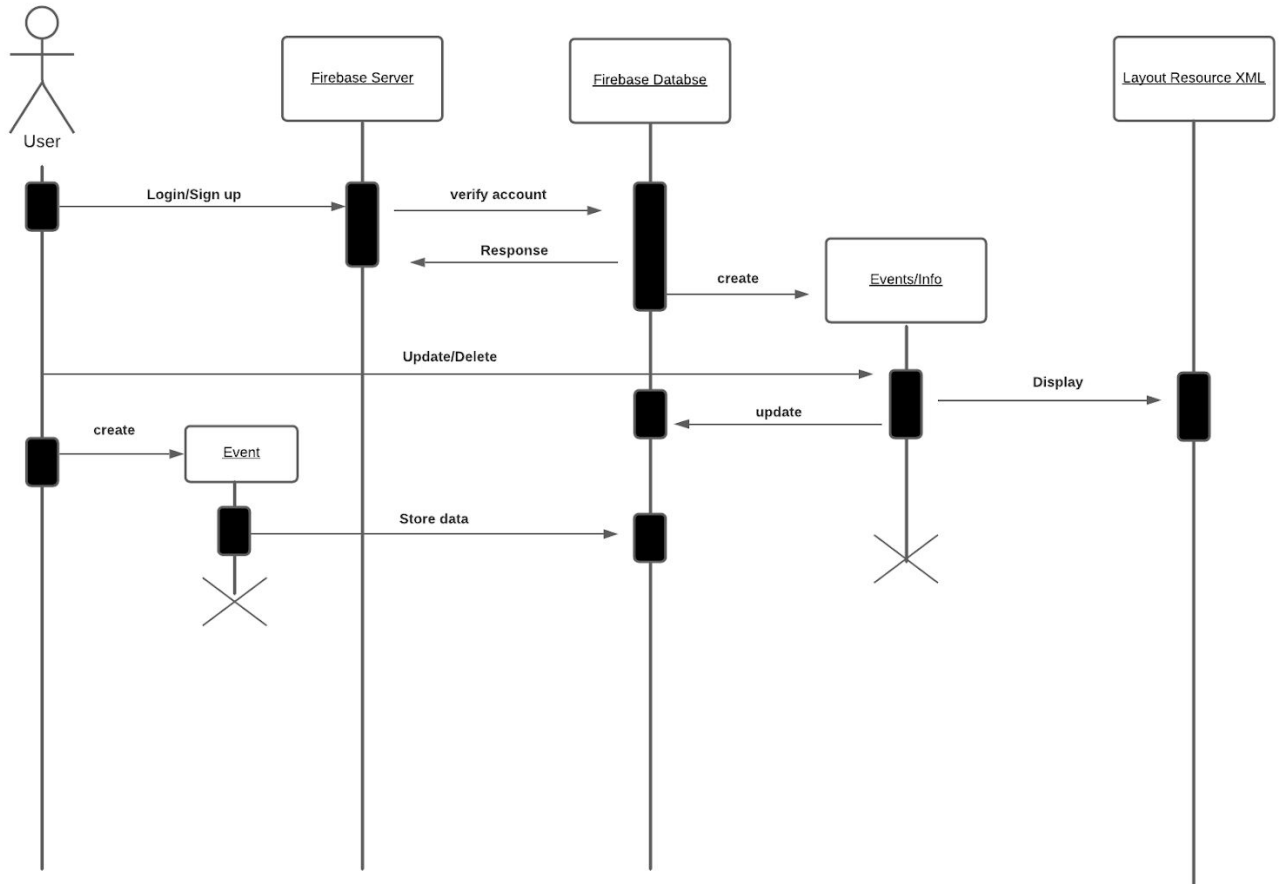 User
Firebase Server
Firebase Databse
Layout Resource XML
Login/Sign up
verify account
Response
create
Events/Info
Update/Delete
Display
update
create
Event
Store data